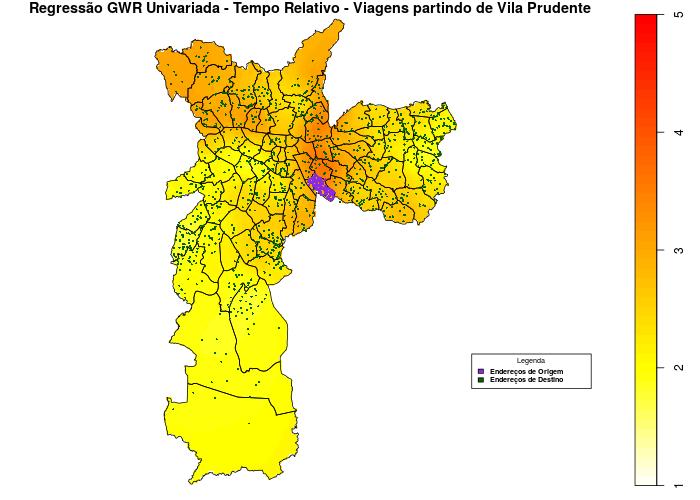 Regressão GWR Univariada - Tempo Relativo - Viagens partindo de Vila Prudente
5
4
3
2
1
Legenda
Endereços de Origem
Endereços de Destino